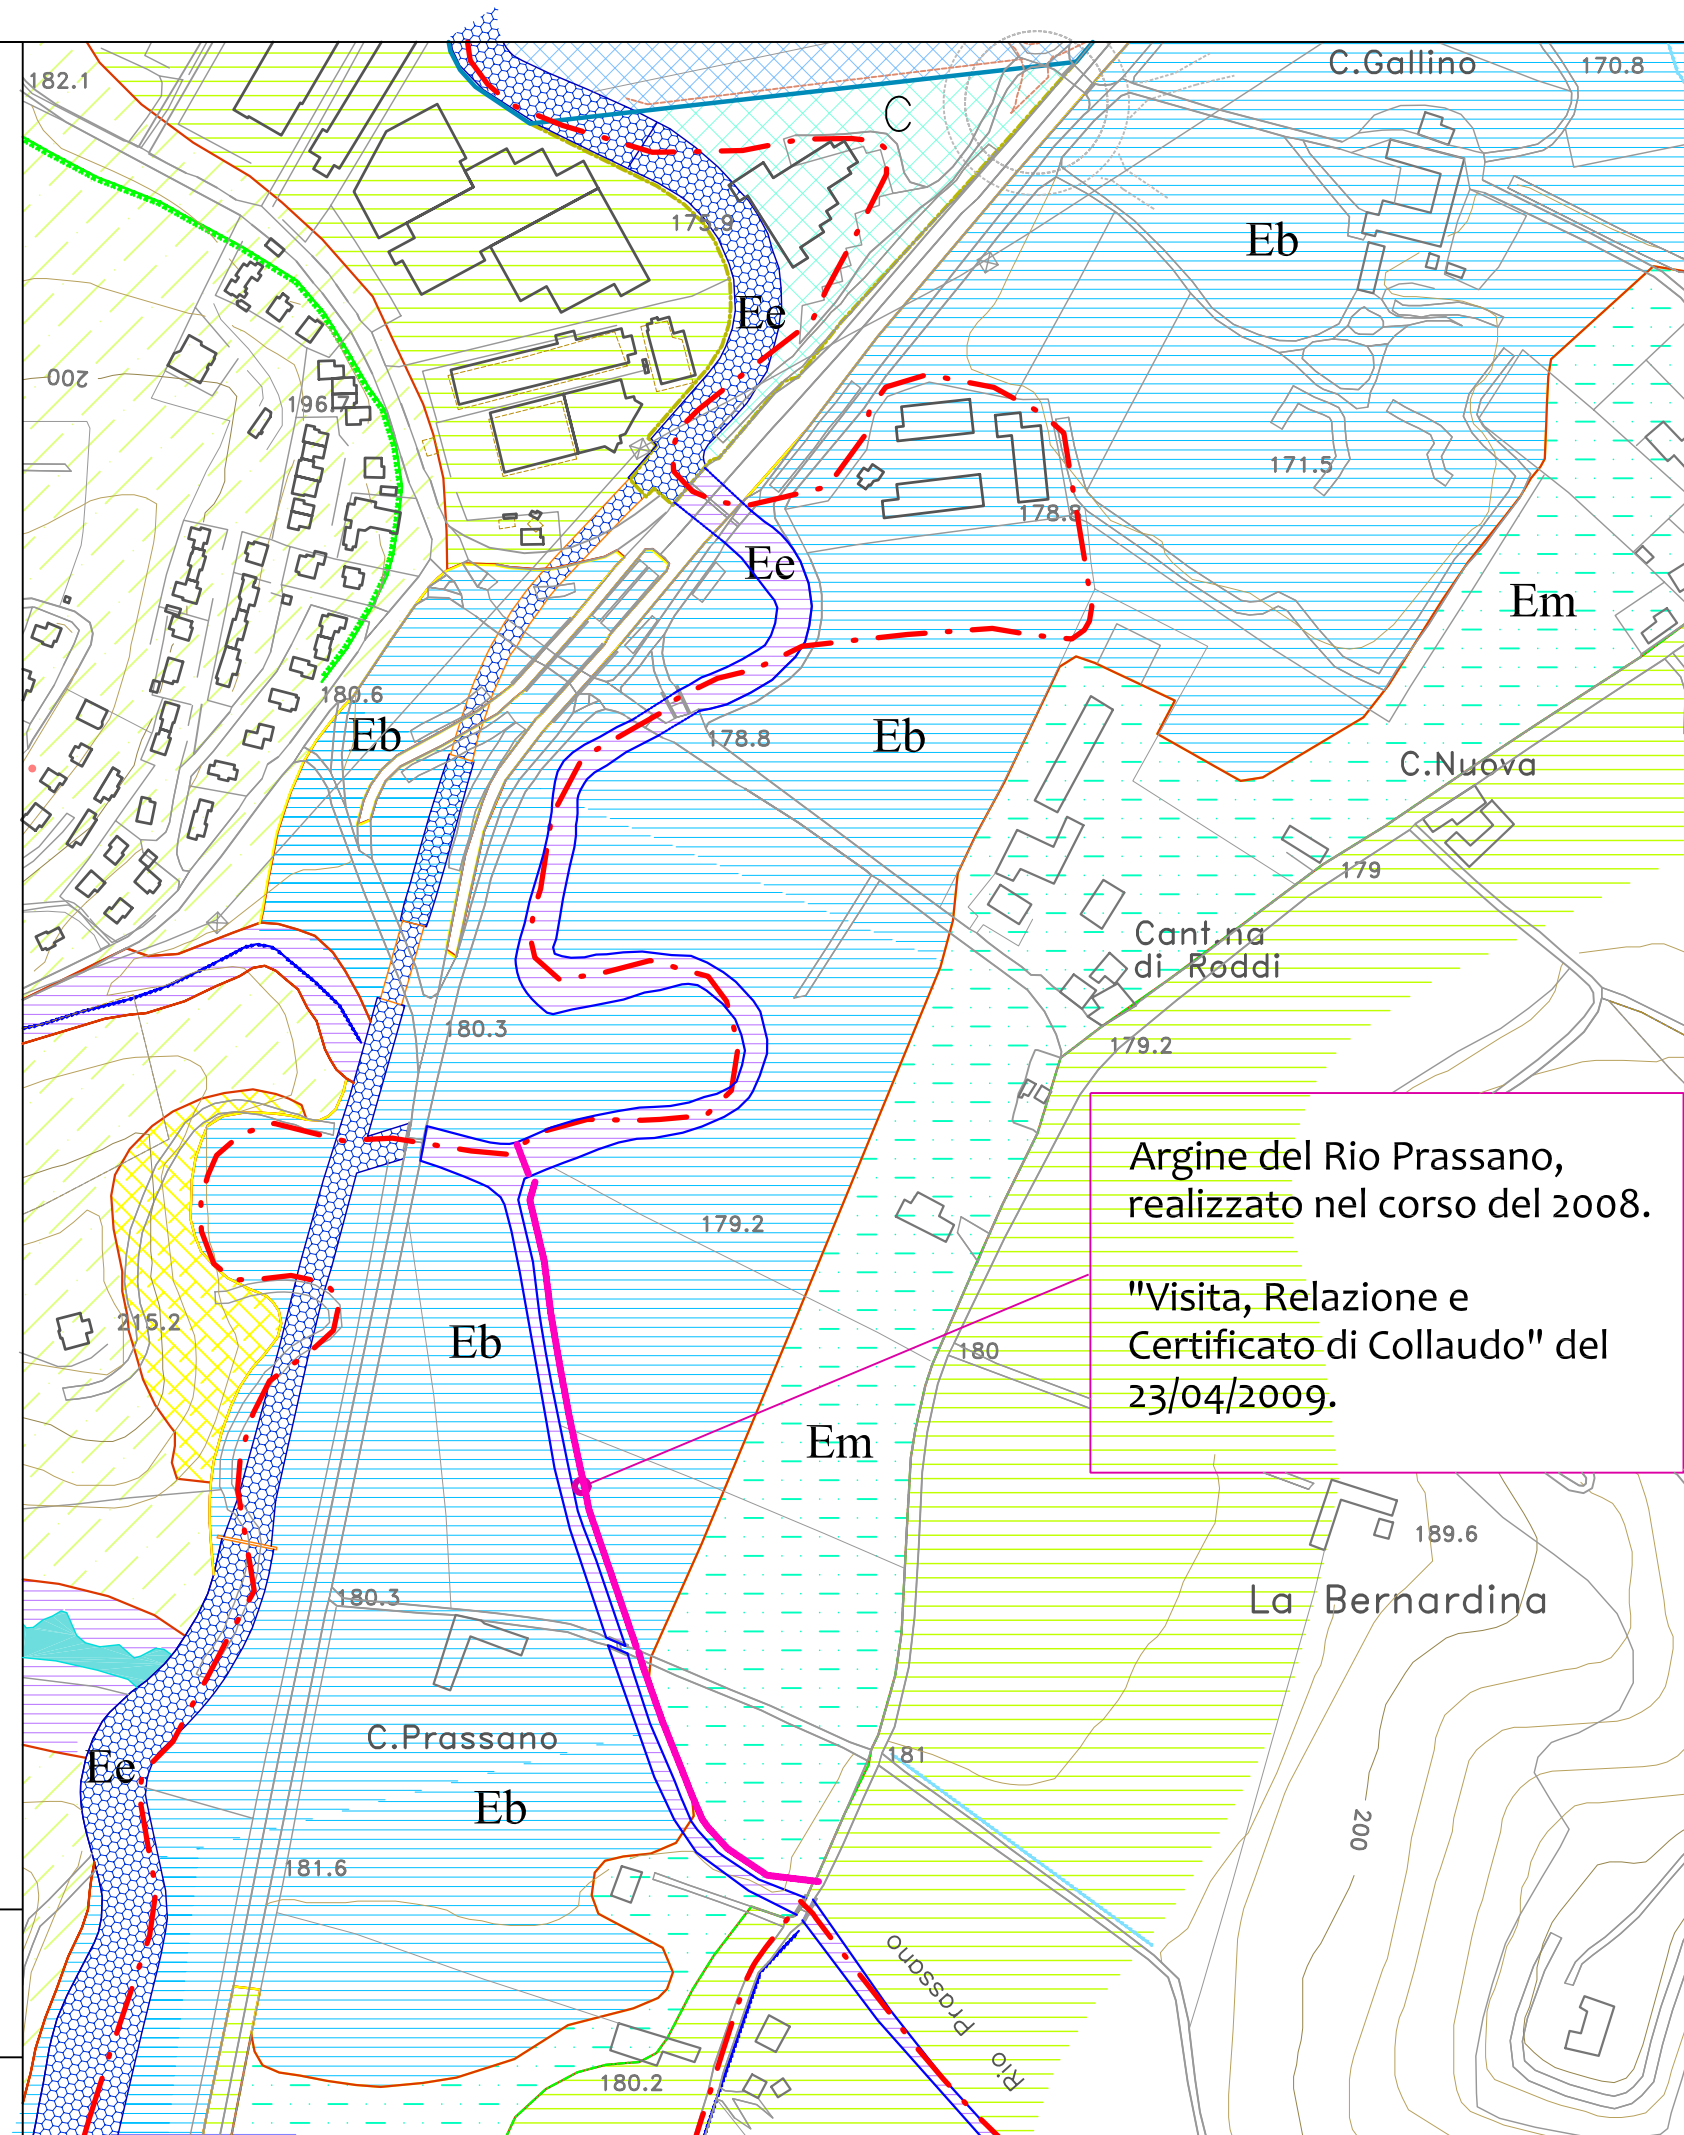 182.1
C.Gallino
170.8
C
175.9
Eb
Ee
200
196.7
171.5
178.8
Ee
Em
180.6
Eb
Eb
178.8
C.Nuova
179
Cant.na
di Roddi
180.3
179.2
Argine del Rio Prassano,
realizzato nel corso del 2008.
"Visita, Relazione e
Certificato di Collaudo" del
23/04/2009.
179.2
215.2
Eb
180
Em
189.6
180.3
La Bernardina
C.Prassano
181
Ee
Eb
200
181.6
Rio Prassano
180.2